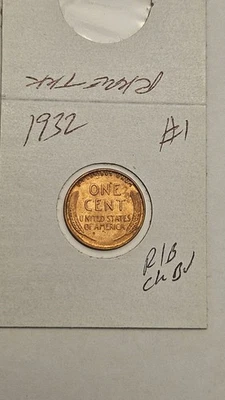 1932 #1
ONE
CENT
UNITED STATES
OF AMERICA
R/B
Ch BU